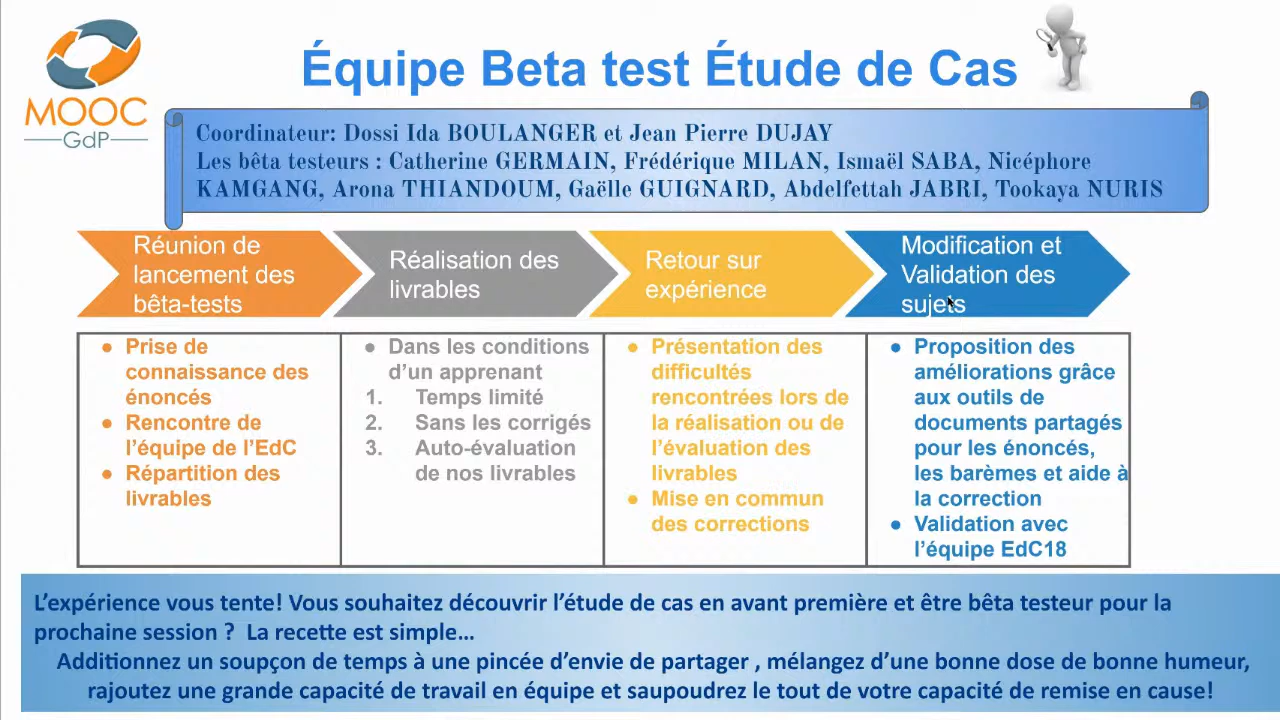 MOOC
GdP
Équipe Beta test Étude de Cas
Coordinateur: Dossi Ida BOULANGER et Jean Pierre DUJAY
Les bêta testeurs : Catherine GERMAIN, Frédérique MILAN, Ismaël SABA, Nicéphore
KAMGANG, Arona THIANDOUM, Gaëlle GUIGNARD, Abdelfettah JABRI, Tookaya NURIS
Réunion de
lancement des
bêta-tests
Réalisation des
livrables
Retour sur
expérience
Modification et
Validation des
sujets
● Prise de
connaissance des
énoncés
● Rencontre de
l’équipe de l’EdC
● Répartition des
livrables
● Dans les conditions
d’un apprenant
1. Temps limité
2. Sans les corrigés
3. Auto-évaluation
de nos livrables
● Présentation des
difficultés
rencontrées lors de
la réalisation ou de
l’évaluation des
livrables
● Mise en commun
des corrections
● Proposition des
améliorations grâce
aux outils de
documents partagés
pour les énoncés,
les barèmes et aide à
la correction
● Validation avec
l’équipe EdC18
L’expérience vous tente! Vous souhaitez découvrir l’étude de cas en avant première et être bêta testeur pour la
prochaine session ? La recette est simple…
Additionnez un soupçon de temps à une pincée d’envie de partager , mélangez d’une bonne dose de bonne humeur,
rajoutez une grande capacité de travail en équipe et saupoudrez le tout de votre capacité de remise en cause!